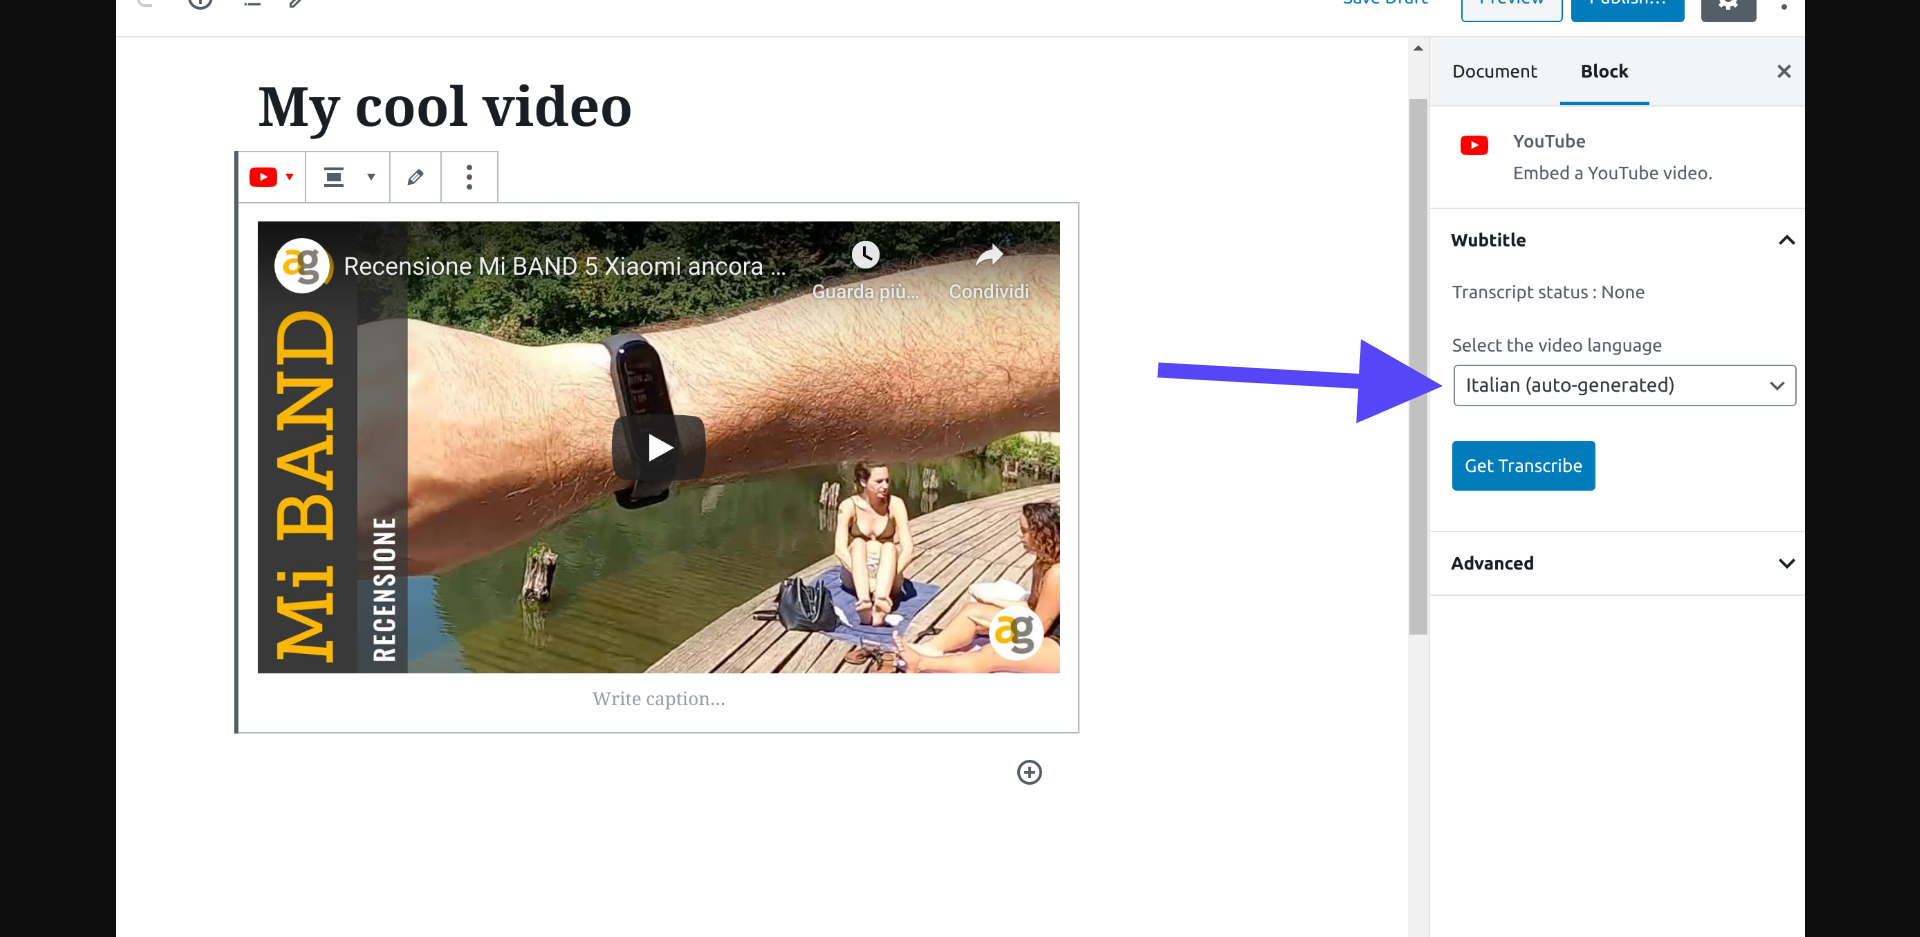 Save Draft
Preview
Publish...
Document
Block
My cool video
YouTube
Embed a YouTube video.
ag
Recensione Mi BAND 5 Xiaomi ancora ...
Guarda più...
Condividi
Mi BAND
RECENSIONE
ag
Write caption...
Wubtitle
Transcript status : None
Select the video language
Italian (auto-generated)
Get Transcribe
Advanced